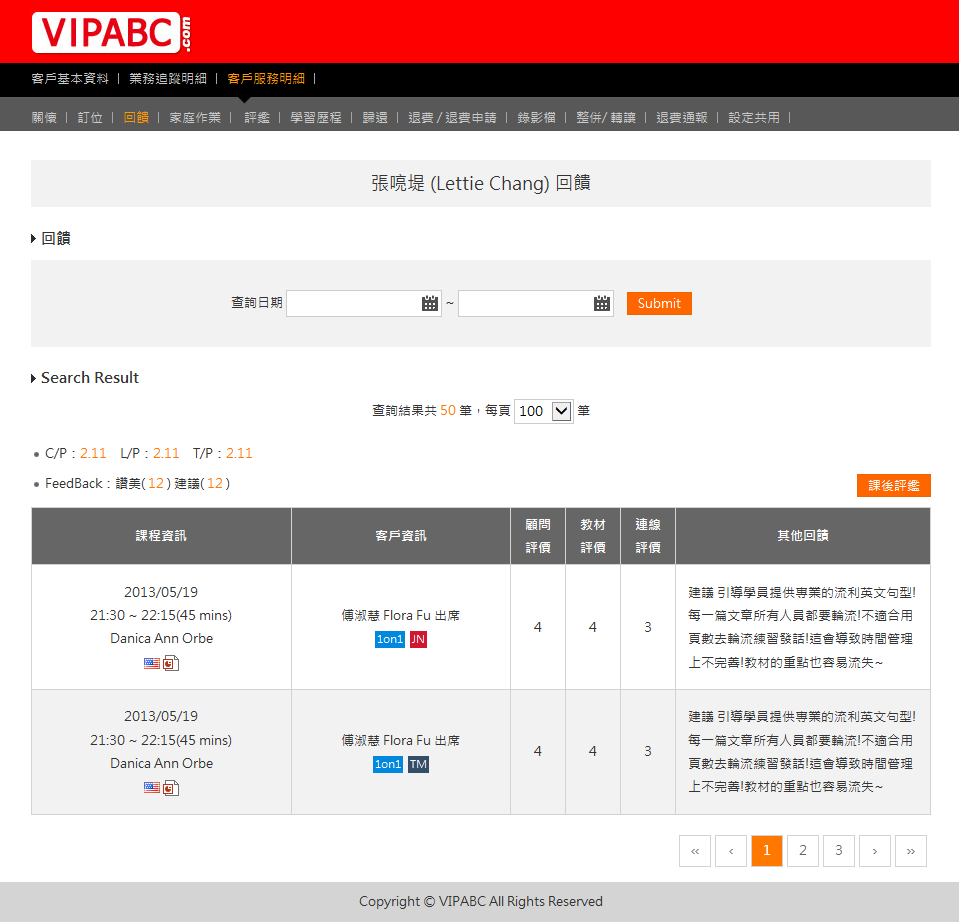 VIPABC.com
客戶基本資料 | 業務追蹤明細 | 客戶服務明細 |
關懷 | 訂位 | 回饋 | 家庭作業 | 評鑑 | 學習歷程 | 歸還 | 退費 / 退費申請 | 錄影檔 | 整併/ 轉讓 | 退費通報 | 設定共用 |
張喨堤 (Lettie Chang) 回饋
回饋
查詢日期 ~ Submit
Search Result
查詢結果共 50 筆，每頁 100 筆
C/P：2.11 L/P：2.11 T/P：2.11
FeedBack：讚美( 12 ) 建議( 12 )
課後評鑑
課程資訊 客戶資訊 顧問評價 教材評價 連線評價 其他回饋
2013/05/19
21:30 ~ 22:15(45 mins)
Danica Ann Orbe
傅淑慧 Flora Fu 出席
1on1 JN
4 4 3
建議 引導學員提供專業的流利英文句型!
每一篇文章所有人員都要輪流!不適合用
頁數去輪流練習發話!這會導致時間管理
上不完善!教材的重點也容易流失~
2013/05/19
21:30 ~ 22:15(45 mins)
Danica Ann Orbe
傅淑慧 Flora Fu 出席
1on1 TM
4 4 3
建議 引導學員提供專業的流利英文句型!
每一篇文章所有人員都要輪流!不適合用
頁數去輪流練習發話!這會導致時間管理
上不完善!教材的重點也容易流失~
« ‹ 1 2 3 › »
Copyright © VIPABC All Rights Reserved